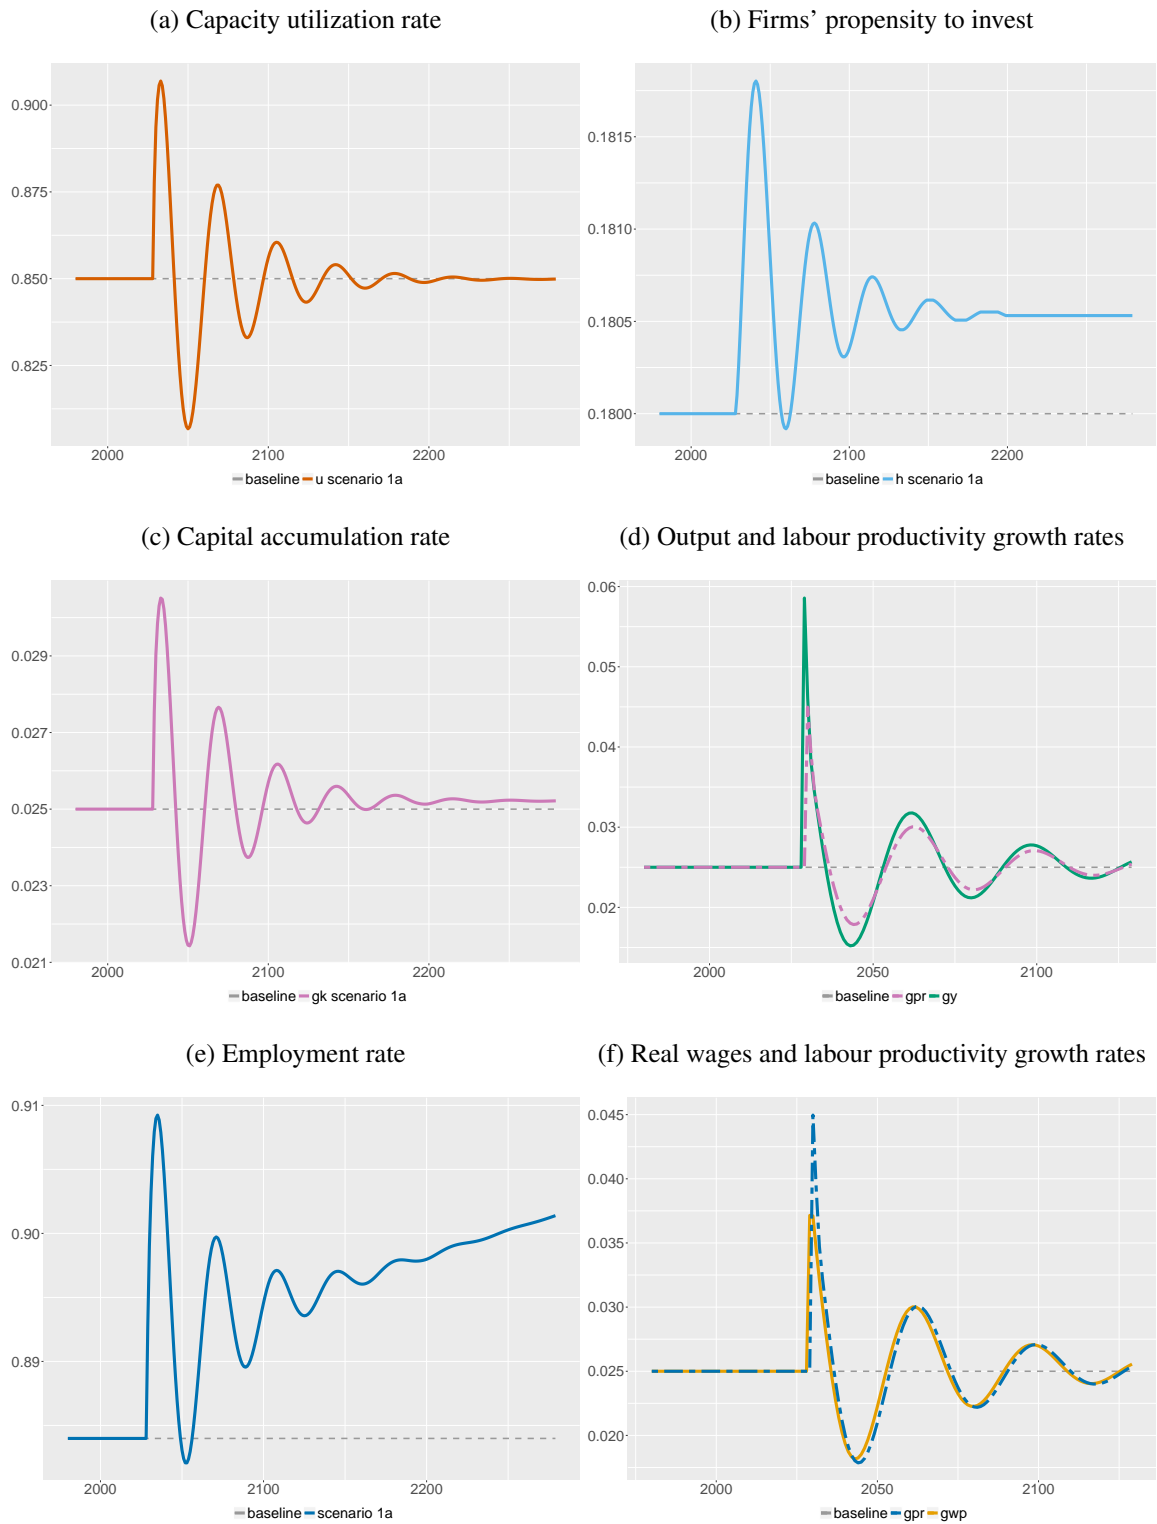 (a) Capacity utilization rate
0.900
0.875
0.850
0.825
2000 2100 2200
baseline u scenario 1a
(b) Firms’ propensity to invest
0.1815
0.1810
0.1805
0.1800
2000 2100 2200
baseline h scenario 1a
(c) Capital accumulation rate
0.029
0.027
0.025
0.023
0.021
2000 2100 2200
baseline gk scenario 1a
(d) Output and labour productivity growth rates
0.06
0.05
0.04
0.03
0.02
2000 2050 2100
baseline gpr gy
(e) Employment rate
0.91
0.90
0.89
2000 2100 2200
baseline scenario 1a
(f) Real wages and labour productivity growth rates
0.045
0.040
0.035
0.030
0.025
0.020
2000 2050 2100
baseline gpr gwp